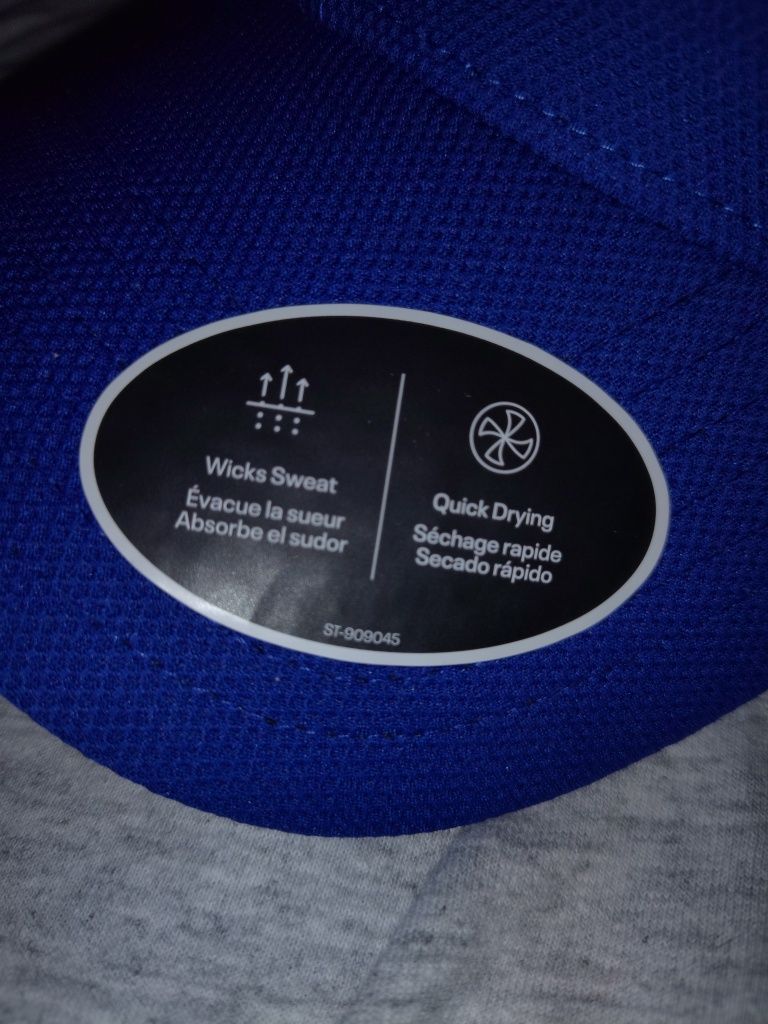 Wicks Sweat
Évacue la sueur
Absorbe el sudor
Quick Drying
Séchage rapide
Secado rápido
ST-909045